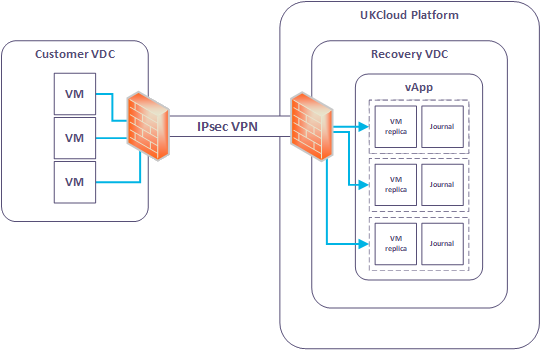 UKCloud Platform
Customer VDC
Recovery VDC
vApp
VM
VM
VM
IPsec VPN
VM
replica
Journal
VM
replica
Journal
VM
replica
Journal